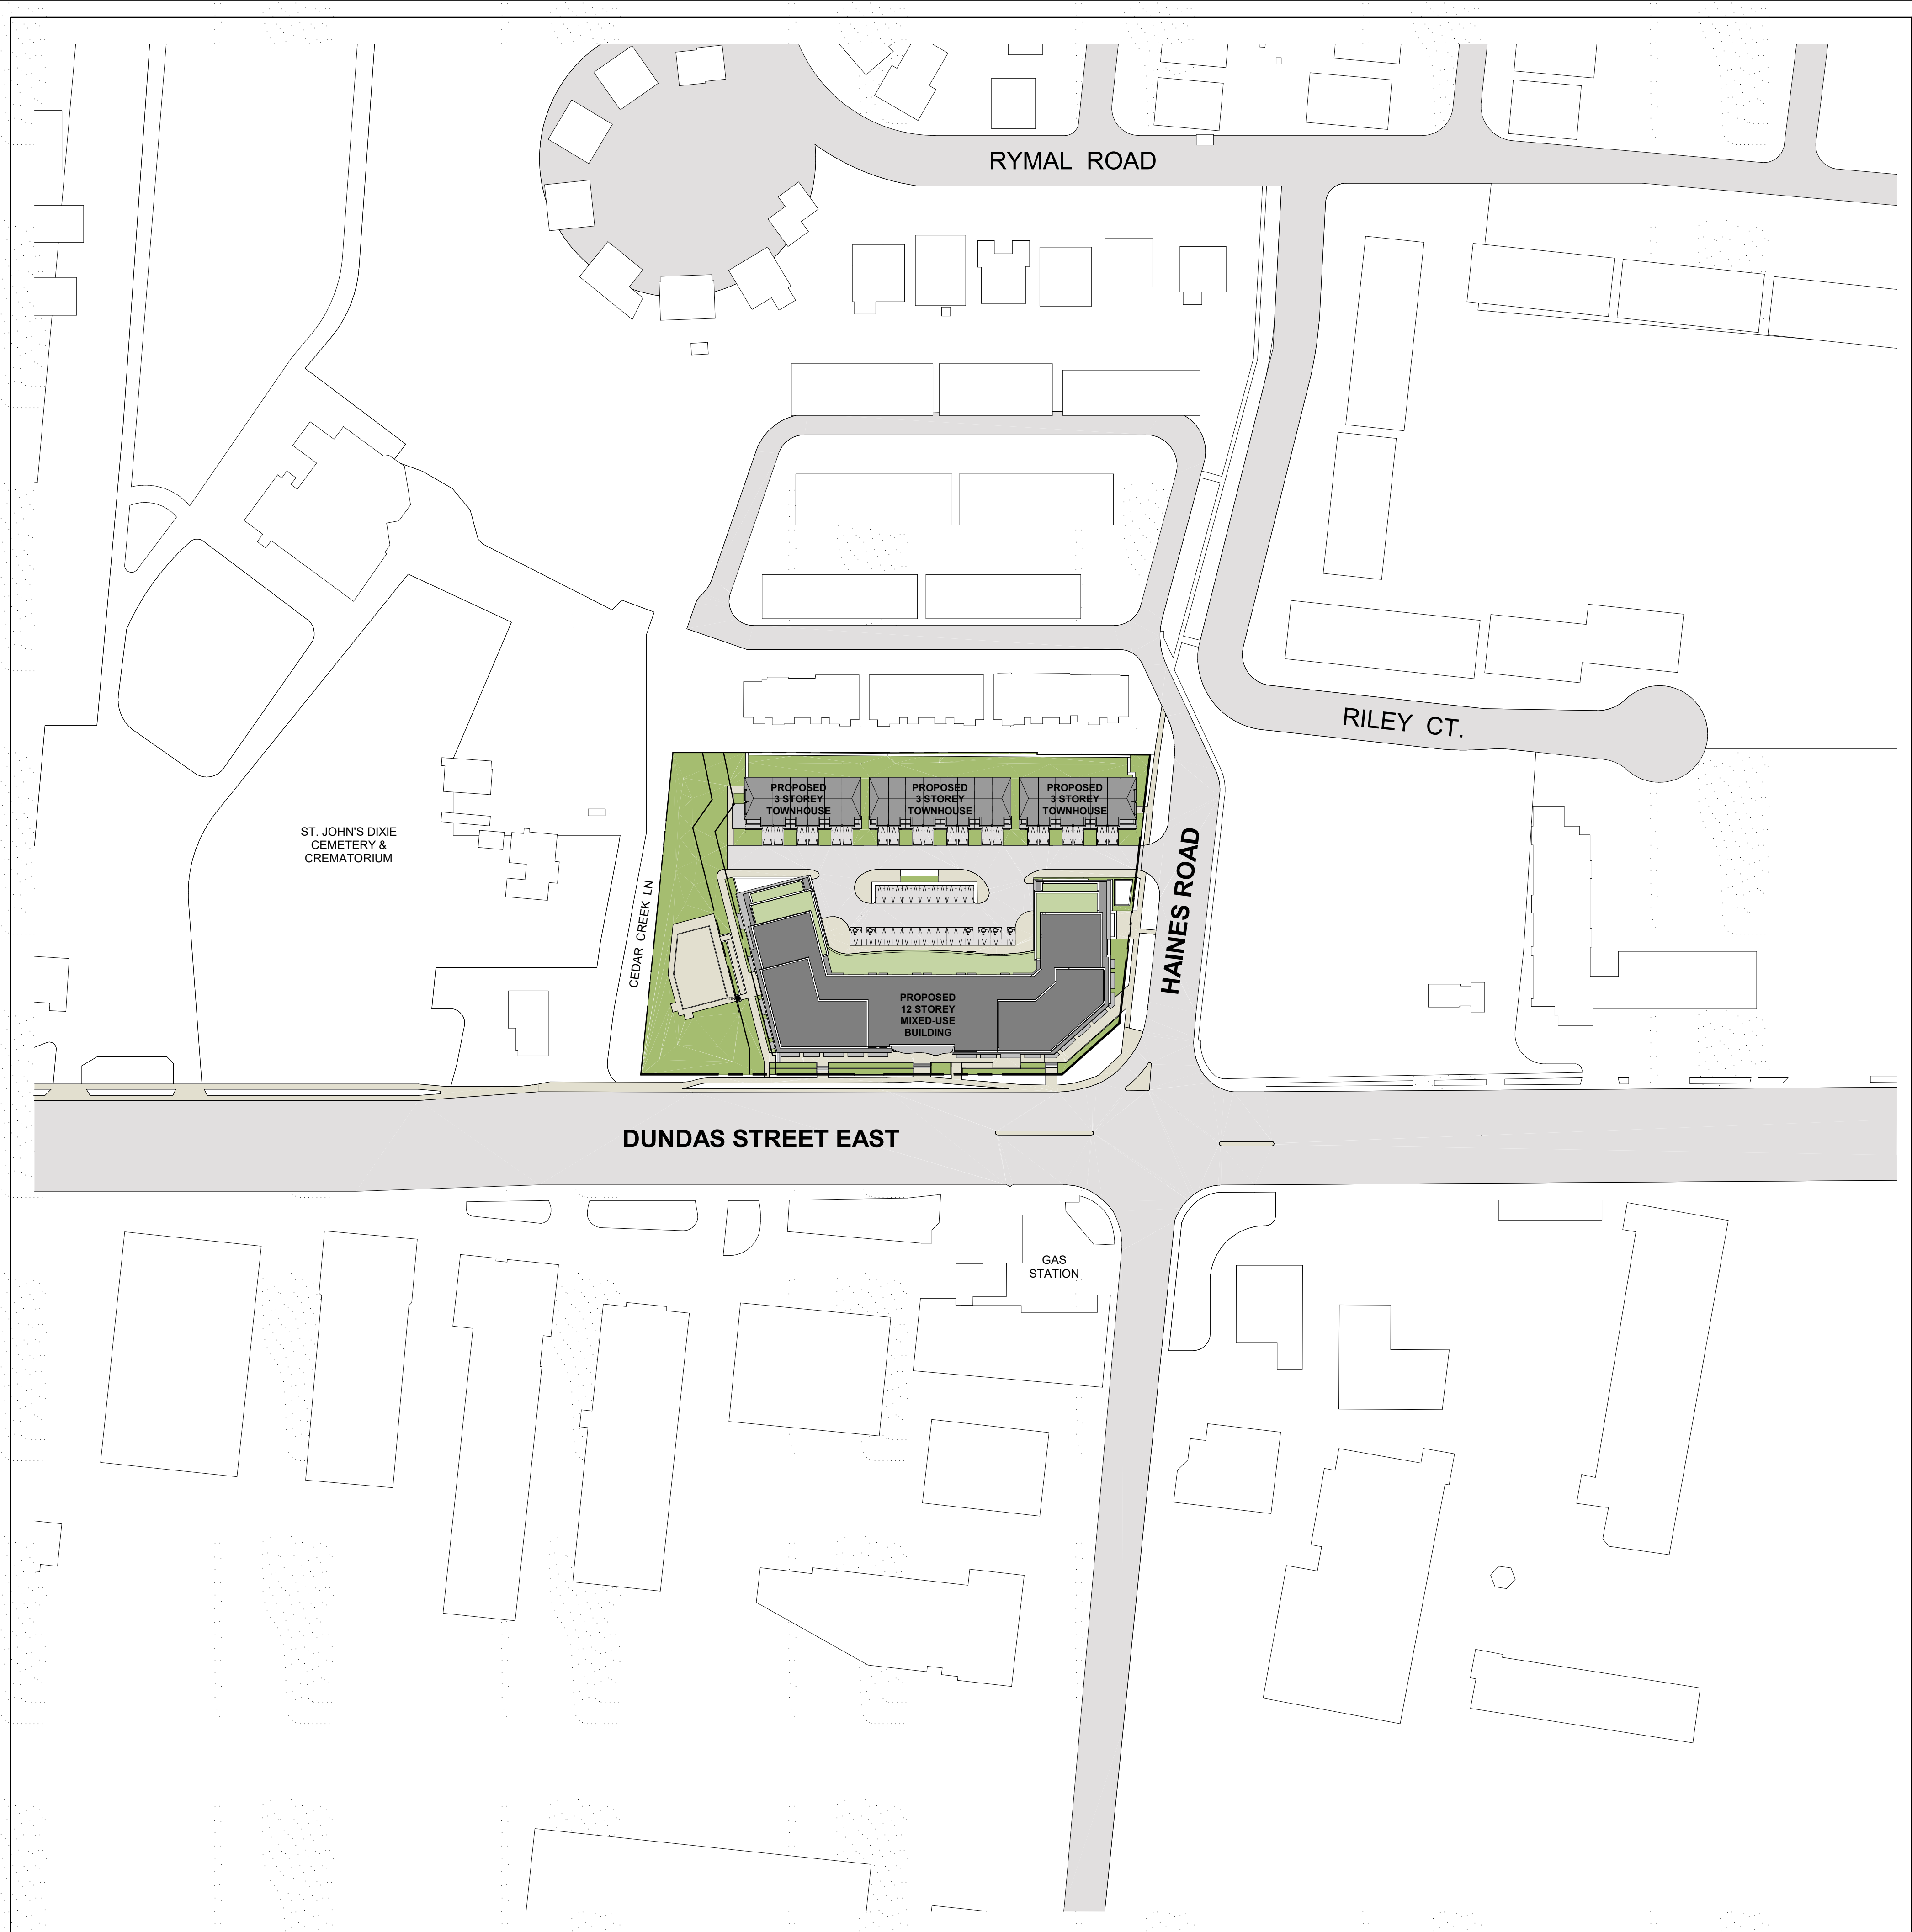 RYMAL ROAD
RILEY CT.
PROPOSED
3 STOREY
TOWNHOUSE
PROPOSED
3 STOREY
TOWNHOUSE
PROPOSED
3 STOREY
TOWNHOUSE
ST. JOHN'S DIXIE
CEMETERY &
CREMATORIUM
CEDAR CREEK LN
HAINES ROAD
PROPOSED
12 STOREY
MIXED-USE
BUILDING
DUNDAS STREET EAST
GAS
STATION